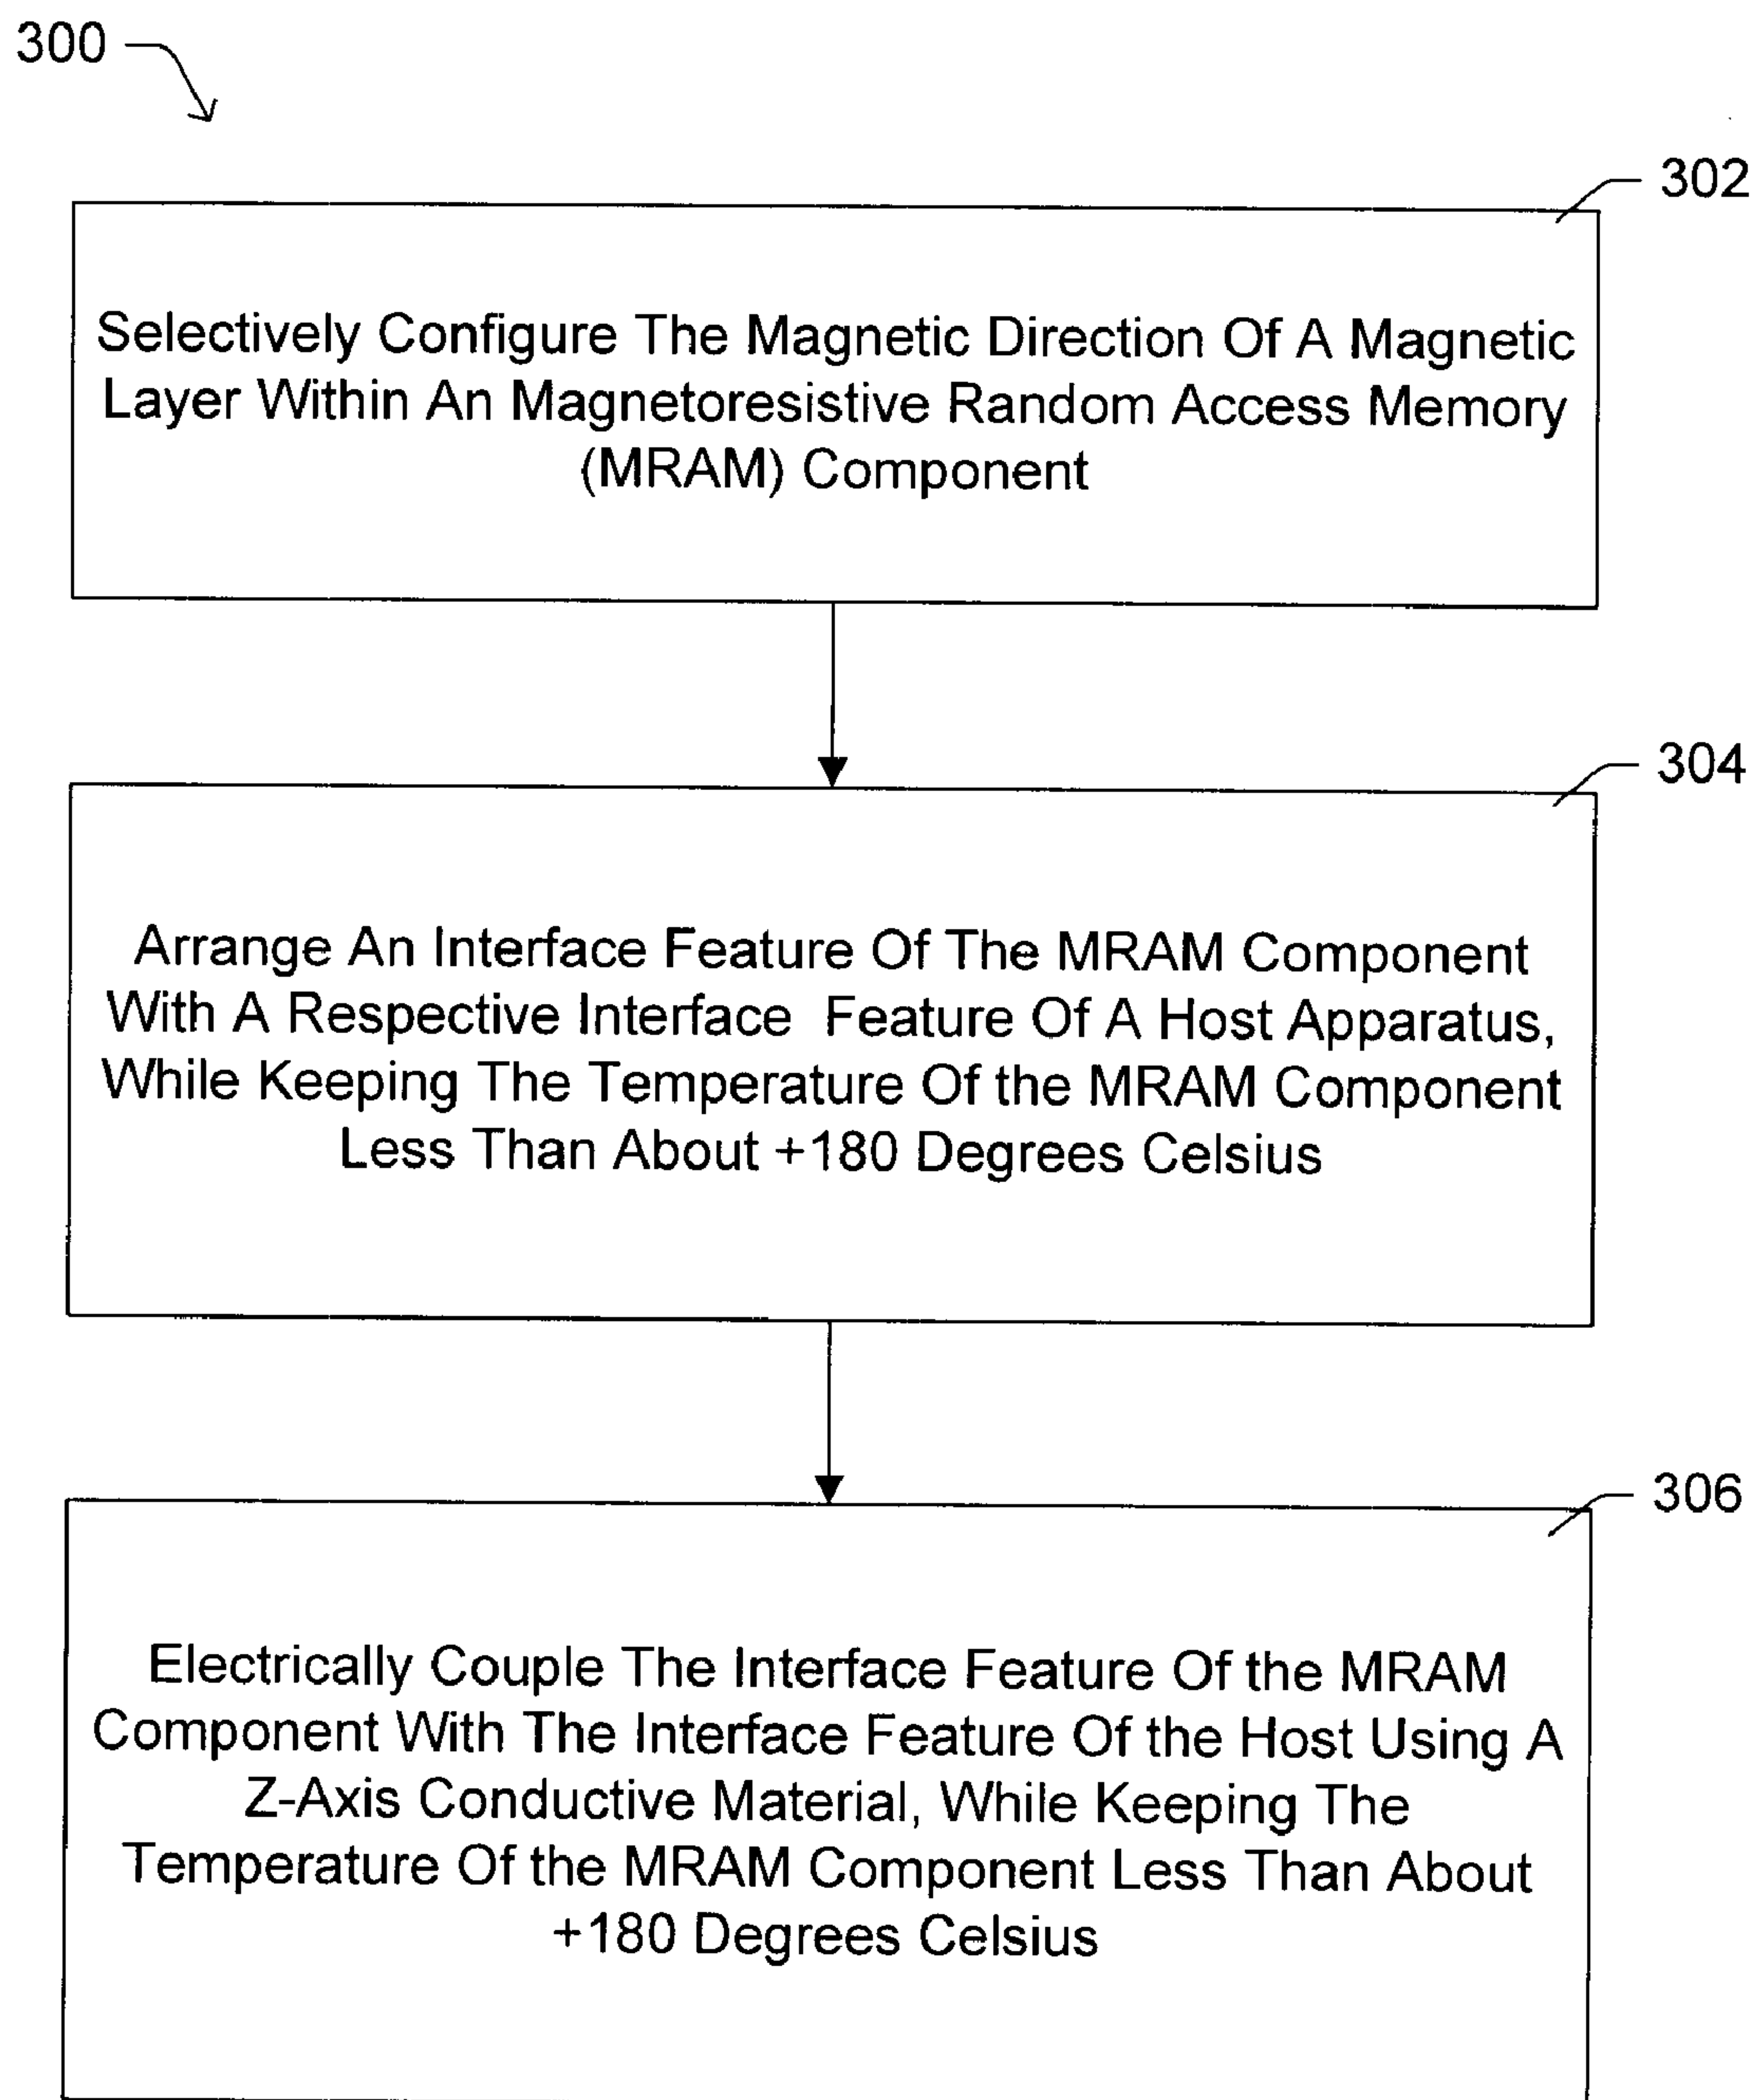 300
302
Selectively Configure The Magnetic Direction Of A Magnetic
Layer Within An Magnetoresistive Random Access Memory
(MRAM) Component
304
Arrange An Interface Feature Of The MRAM Component
With A Respective Interface Feature Of A Host Apparatus,
While Keeping The Temperature Of the MRAM Component
Less Than About +180 Degrees Celsius
306
Electrically Couple The Interface Feature Of the MRAM
Component With The Interface Feature Of the Host Using A
Z-Axis Conductive Material, While Keeping The
Temperature Of the MRAM Component Less Than About
+180 Degrees Celsius